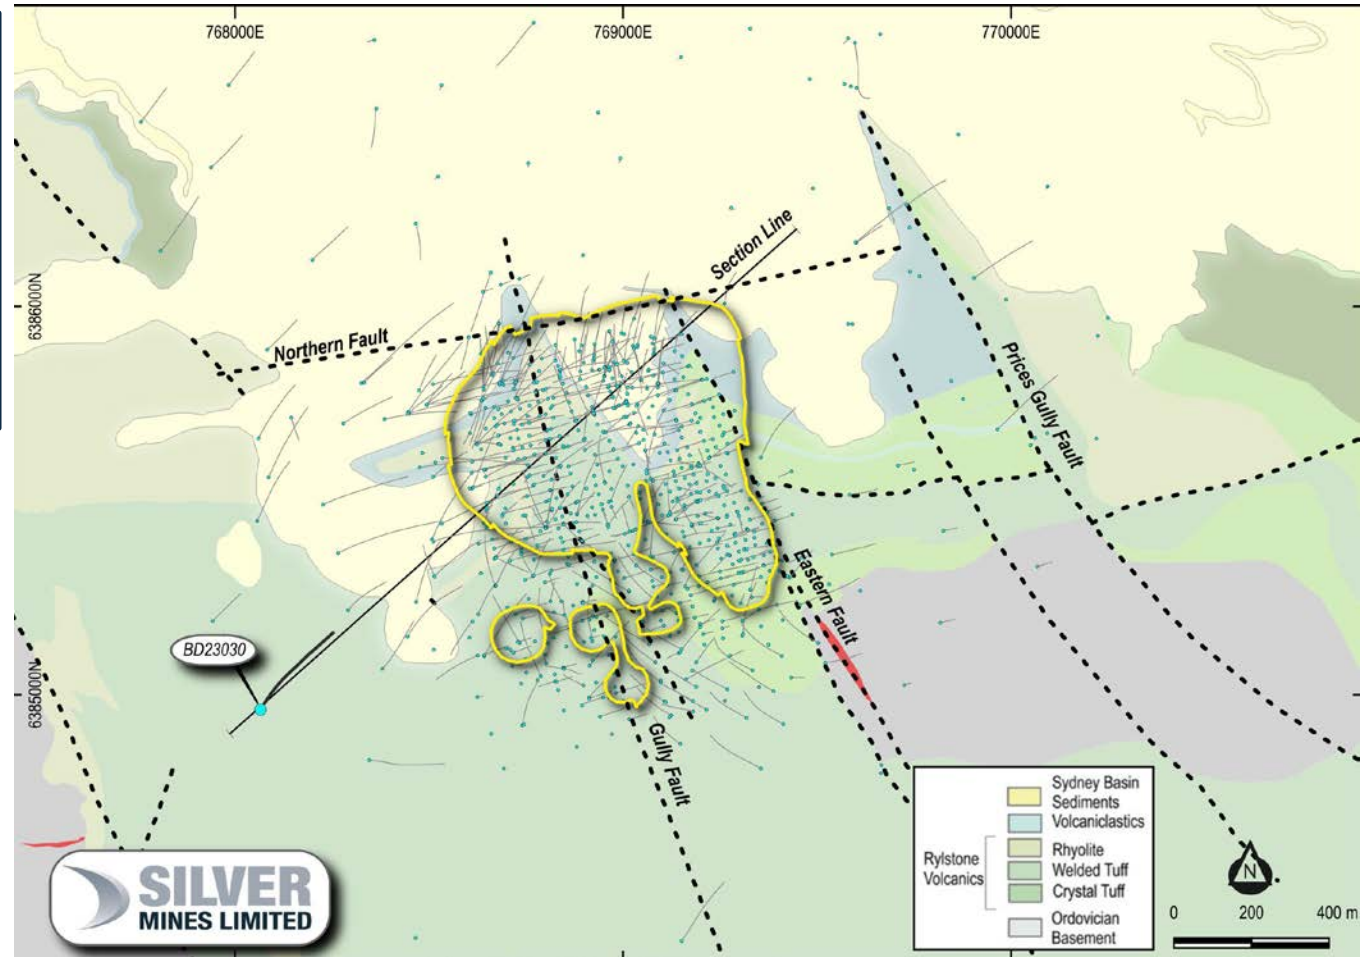 768000E
769000E
770000E
Section Line
6386000N
Northern Fault
Prices Gully Fault
Eastern Fault
BD23030
6385000N
Gully Fault
SILVER
MINES LIMITED
Sydney Basin
Sediments
Volcaniclastics
Rylstone
Volcanics
Rhyolite
Welded Tuff
Crystal Tuff
Ordovician
Basement
N
0 200 400 m